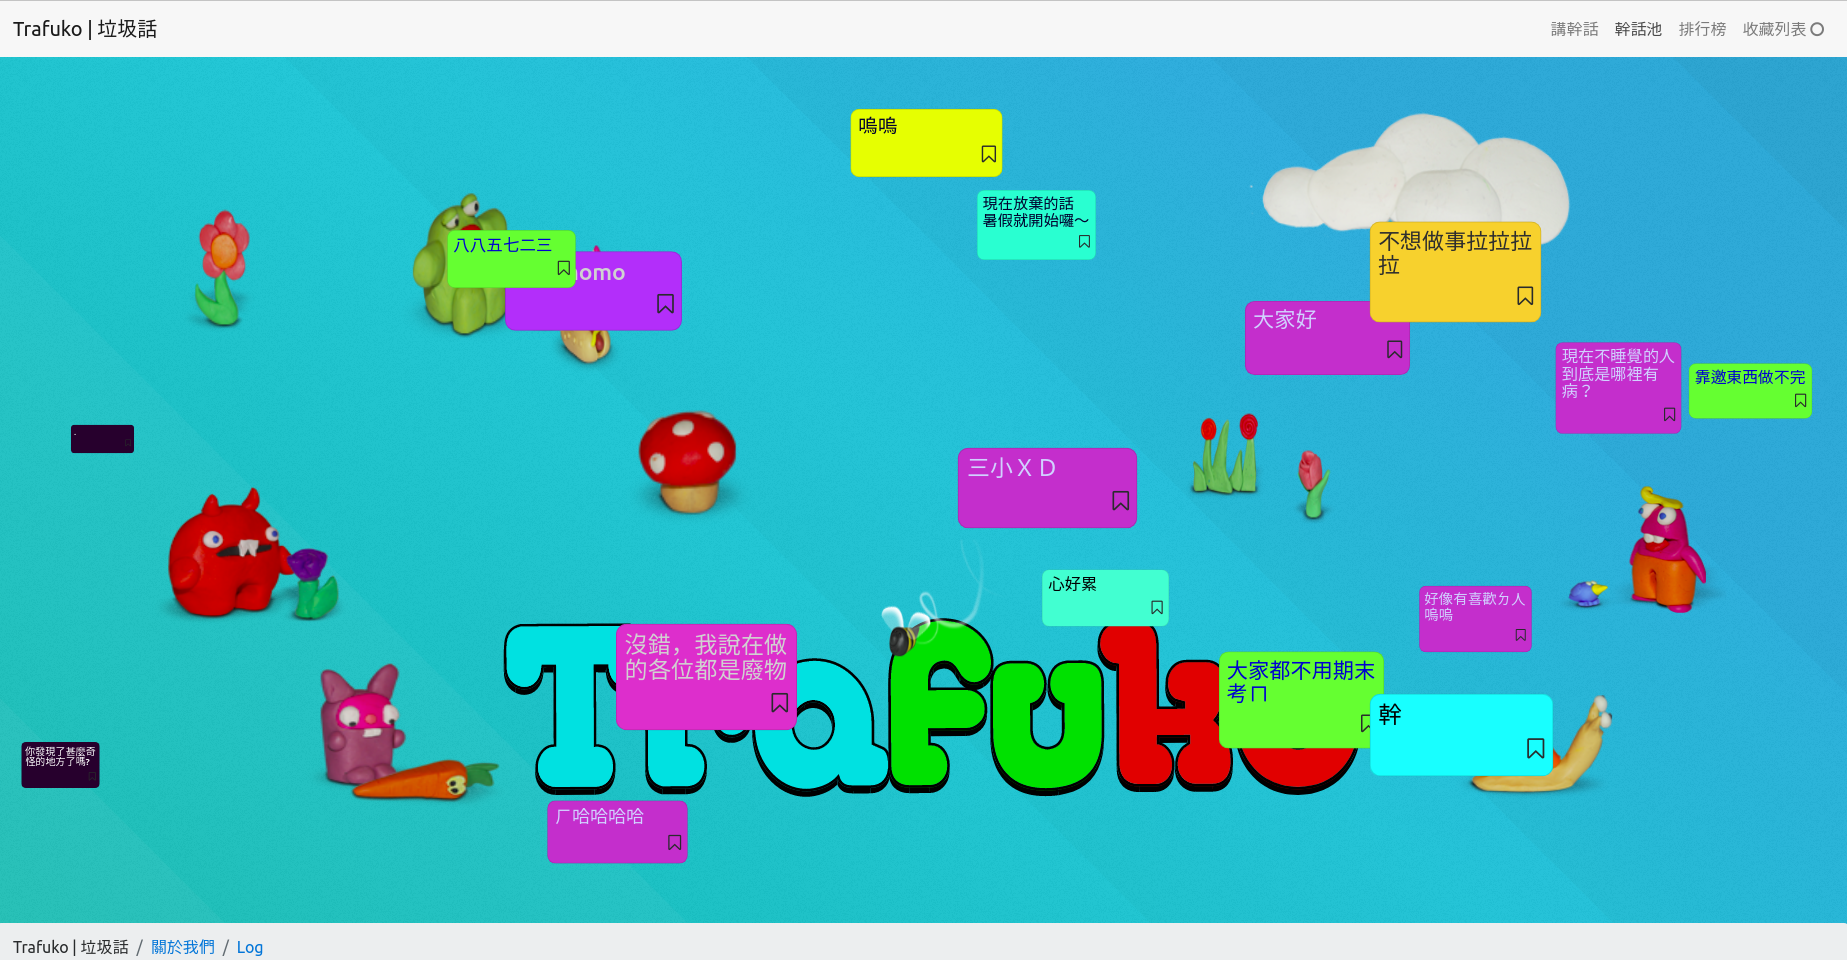 Trafuko | 垃圾話
講幹話
幹話池
排行榜
收藏列表
嗚嗚
現在放棄的話
暑假就開始囉～
八八五七二三
不想做事拉拉拉
拉
大家好
現在不睡覺的人
到底是哪裡有
病？
靠邀東西做不完
.
三小ＸＤ
心好累
好像有喜歡ㄉ人
嗚嗚
沒錯，我說在做
的各位都是廢物
Trafuko
大家都不用期末
考ㄇ
幹
你發現了甚麼奇
怪的地方了嗎?
ㄏ哈哈哈哈
Trafuko | 垃圾話 / 關於我們 / Log